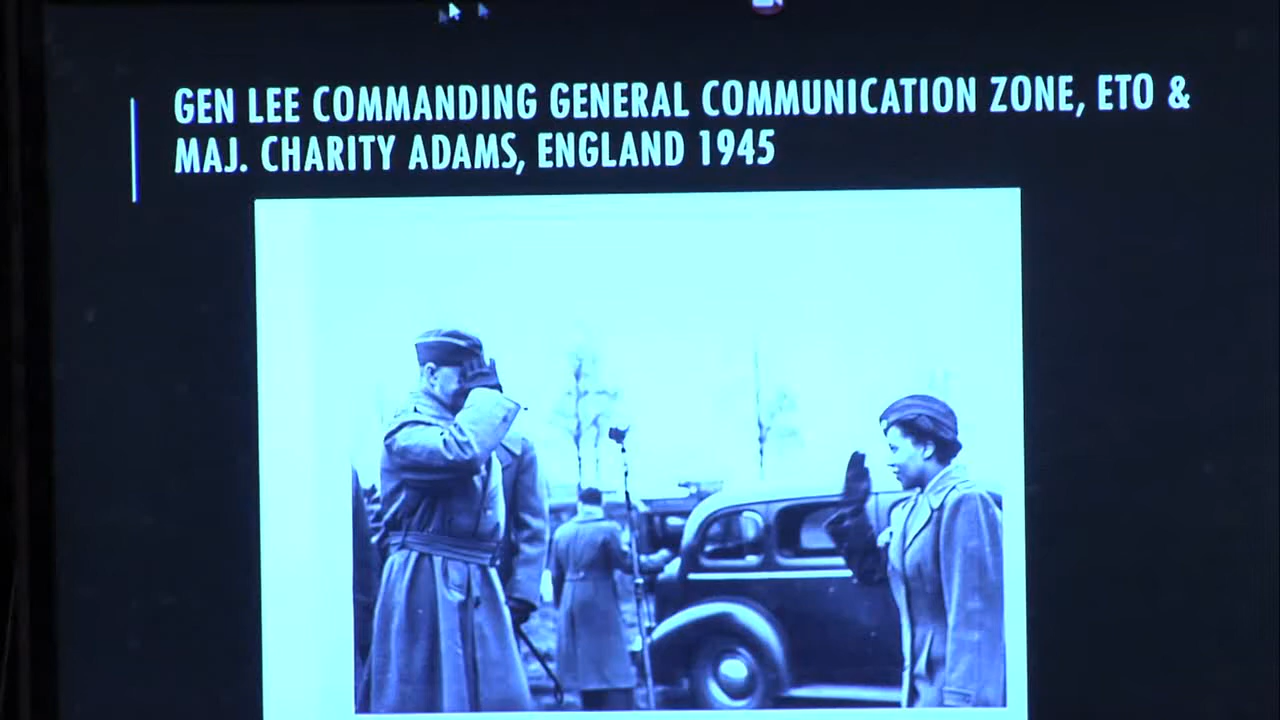 GEN LEE COMMANDING GENERAL COMMUNICATION ZONE, ETO &
MAJ. CHARITY ADAMS, ENGLAND 1945